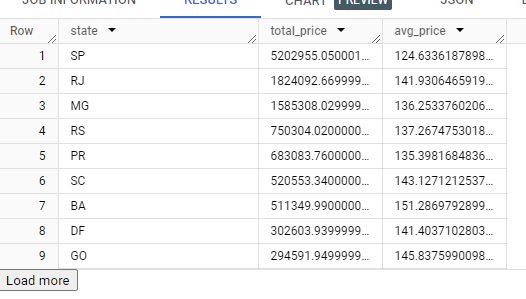 JOB INFORMATION RESULTS CHART PREVIEW JSON
Row state total_price avg_price
1 SP 5202955.050001... 124.6336187898...
2 RJ 1824092.669999... 141.9306465919...
3 MG 1585308.029999... 136.2533760206...
4 RS 750304.0200000... 137.2674753018...
5 PR 683083.7600000... 135.3981684836...
6 SC 520553.3400000... 143.1271212537...
7 BA 511349.9900000... 151.2869792899...
8 DF 302603.9399999... 141.4037102803...
9 GO 294591.9499999... 145.8375990098...
Load more